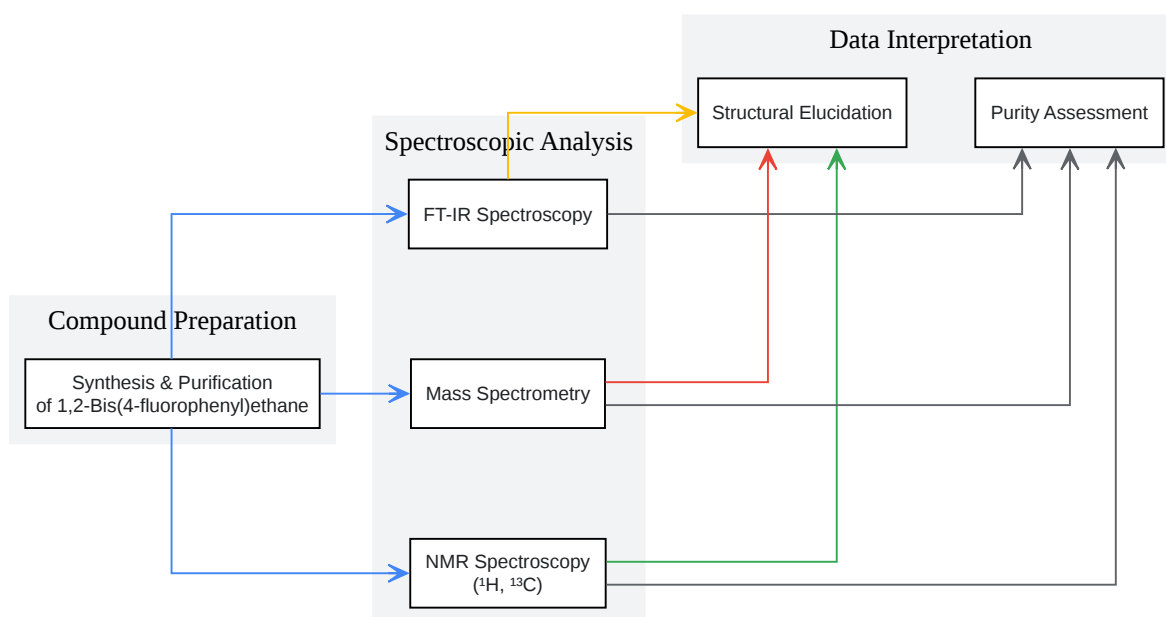 Data Interpretation
Structural Elucidation
Purity Assessment
Spectroscopic Analysis
FT-IR Spectroscopy
Compound Preparation
Synthesis & Purification
of 1,2-Bis(4-fluorophenyl)ethane
Mass Spectrometry
NMR Spectroscopy
(¹H, ¹³C)